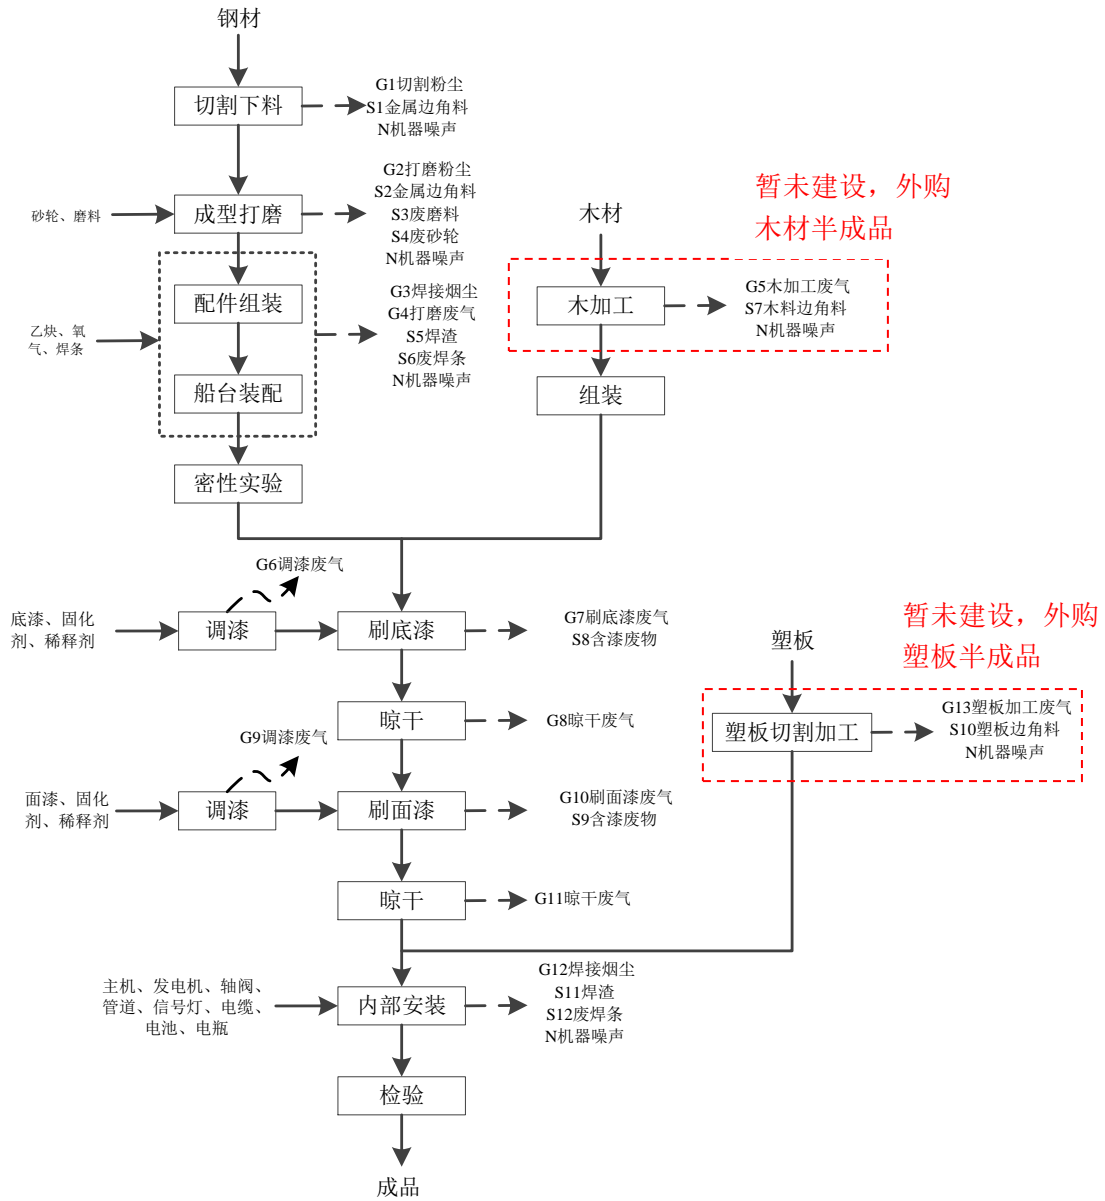 钢材
切割下料
G1切割粉尘
S1金属边角料
N机器噪声
砂轮、磨料
成型打磨
G2打磨粉尘
S2金属边角料
S3废磨料
S4废砂轮
N机器噪声
暂未建设，外购
木材半成品
木材
乙炔、氧
气、焊条
配件组装
船台装配
G3焊接烟尘
G4打磨废气
S5焊渣
S6废焊条
N机器噪声
木加工
G5木加工废气
S7木料边角料
N机器噪声
组装
密性实验
G6调漆废气
底漆、固化
剂、稀释剂
调漆
刷底漆
G7刷底漆废气
S8含漆废物
暂未建设，外购
塑板半成品
塑板
晾干
G8晾干废气
塑板切割加工
G13塑板加工废气
S10塑板边角料
N机器噪声
G9调漆废气
面漆、固化
剂、稀释剂
调漆
刷面漆
G10刷面漆废气
S9含漆废物
晾干
G11晾干废气
主机、发电机、轴阀、
管道、信号灯、电缆、
电池、电瓶
内部安装
G12焊接烟尘
S11焊渣
S12废焊条
N机器噪声
检验
成品